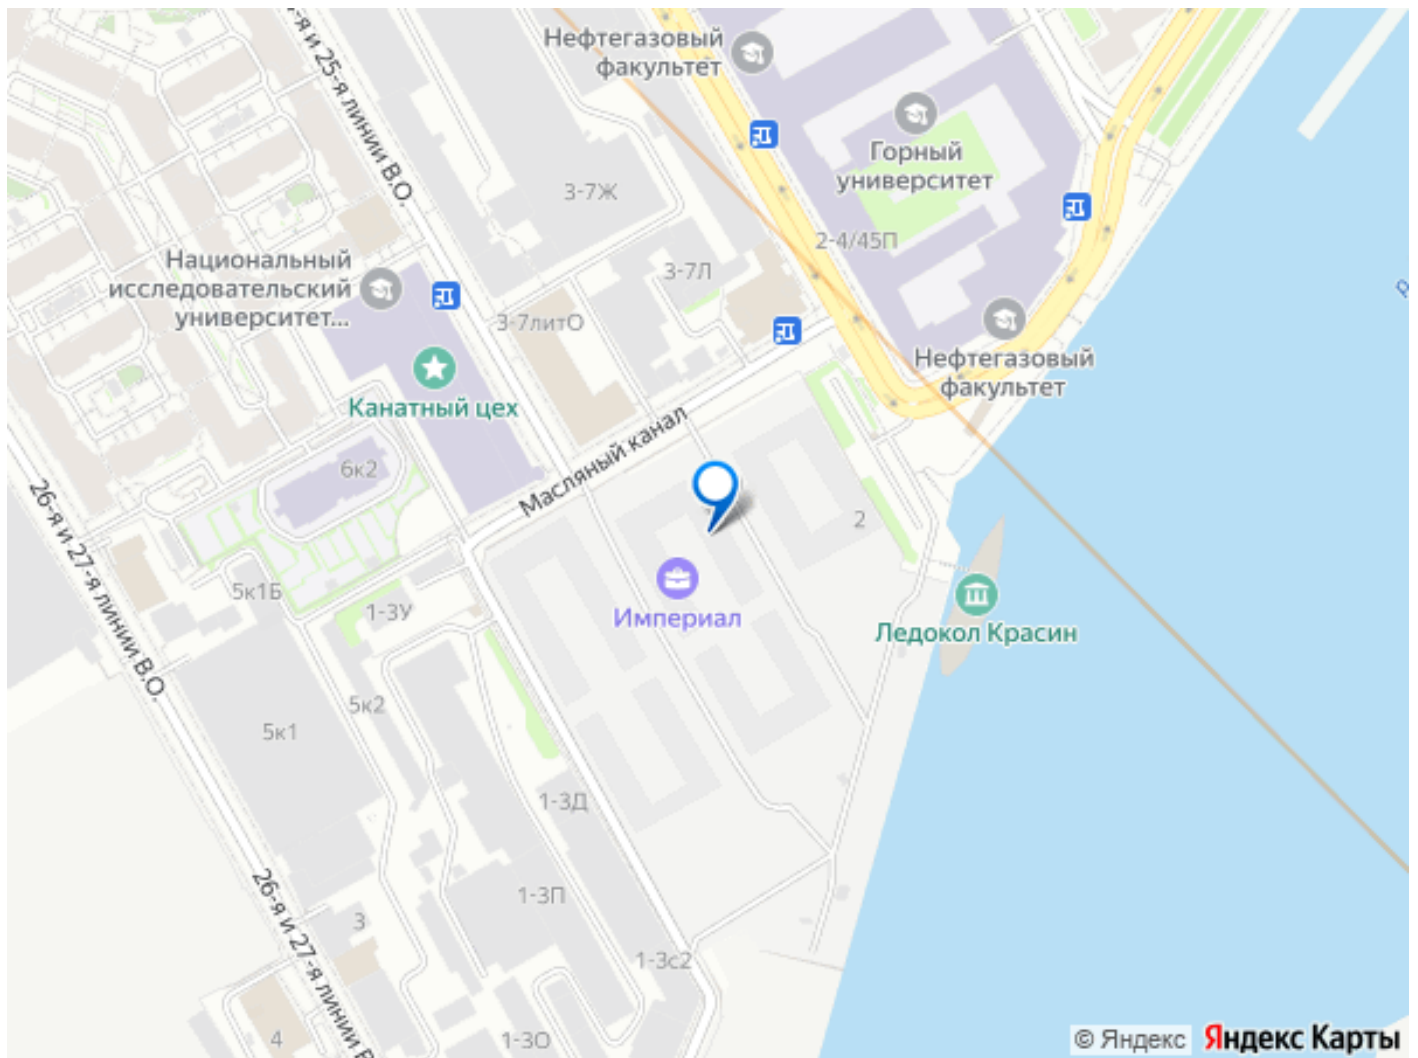 Нефтегазовый
факультет
-я и 25-я линии В.О.
Горный
университет
3-7Ж
2-4/45П
Национальный
исследовательский
университет...
3-7Л
3-7литО
Нефтегазовый
факультет
Канатный цех
Масляный канал
6к2
26-я и 27-я линии В.О.
2
5к1Б
1-3У
Империал
Ледокол Красин
5к2
5к1
1-3Д
1-3П
26-я и 27-я линии В
3
1-3с2
4
1-3О
© Яндекс Яндекс Карты